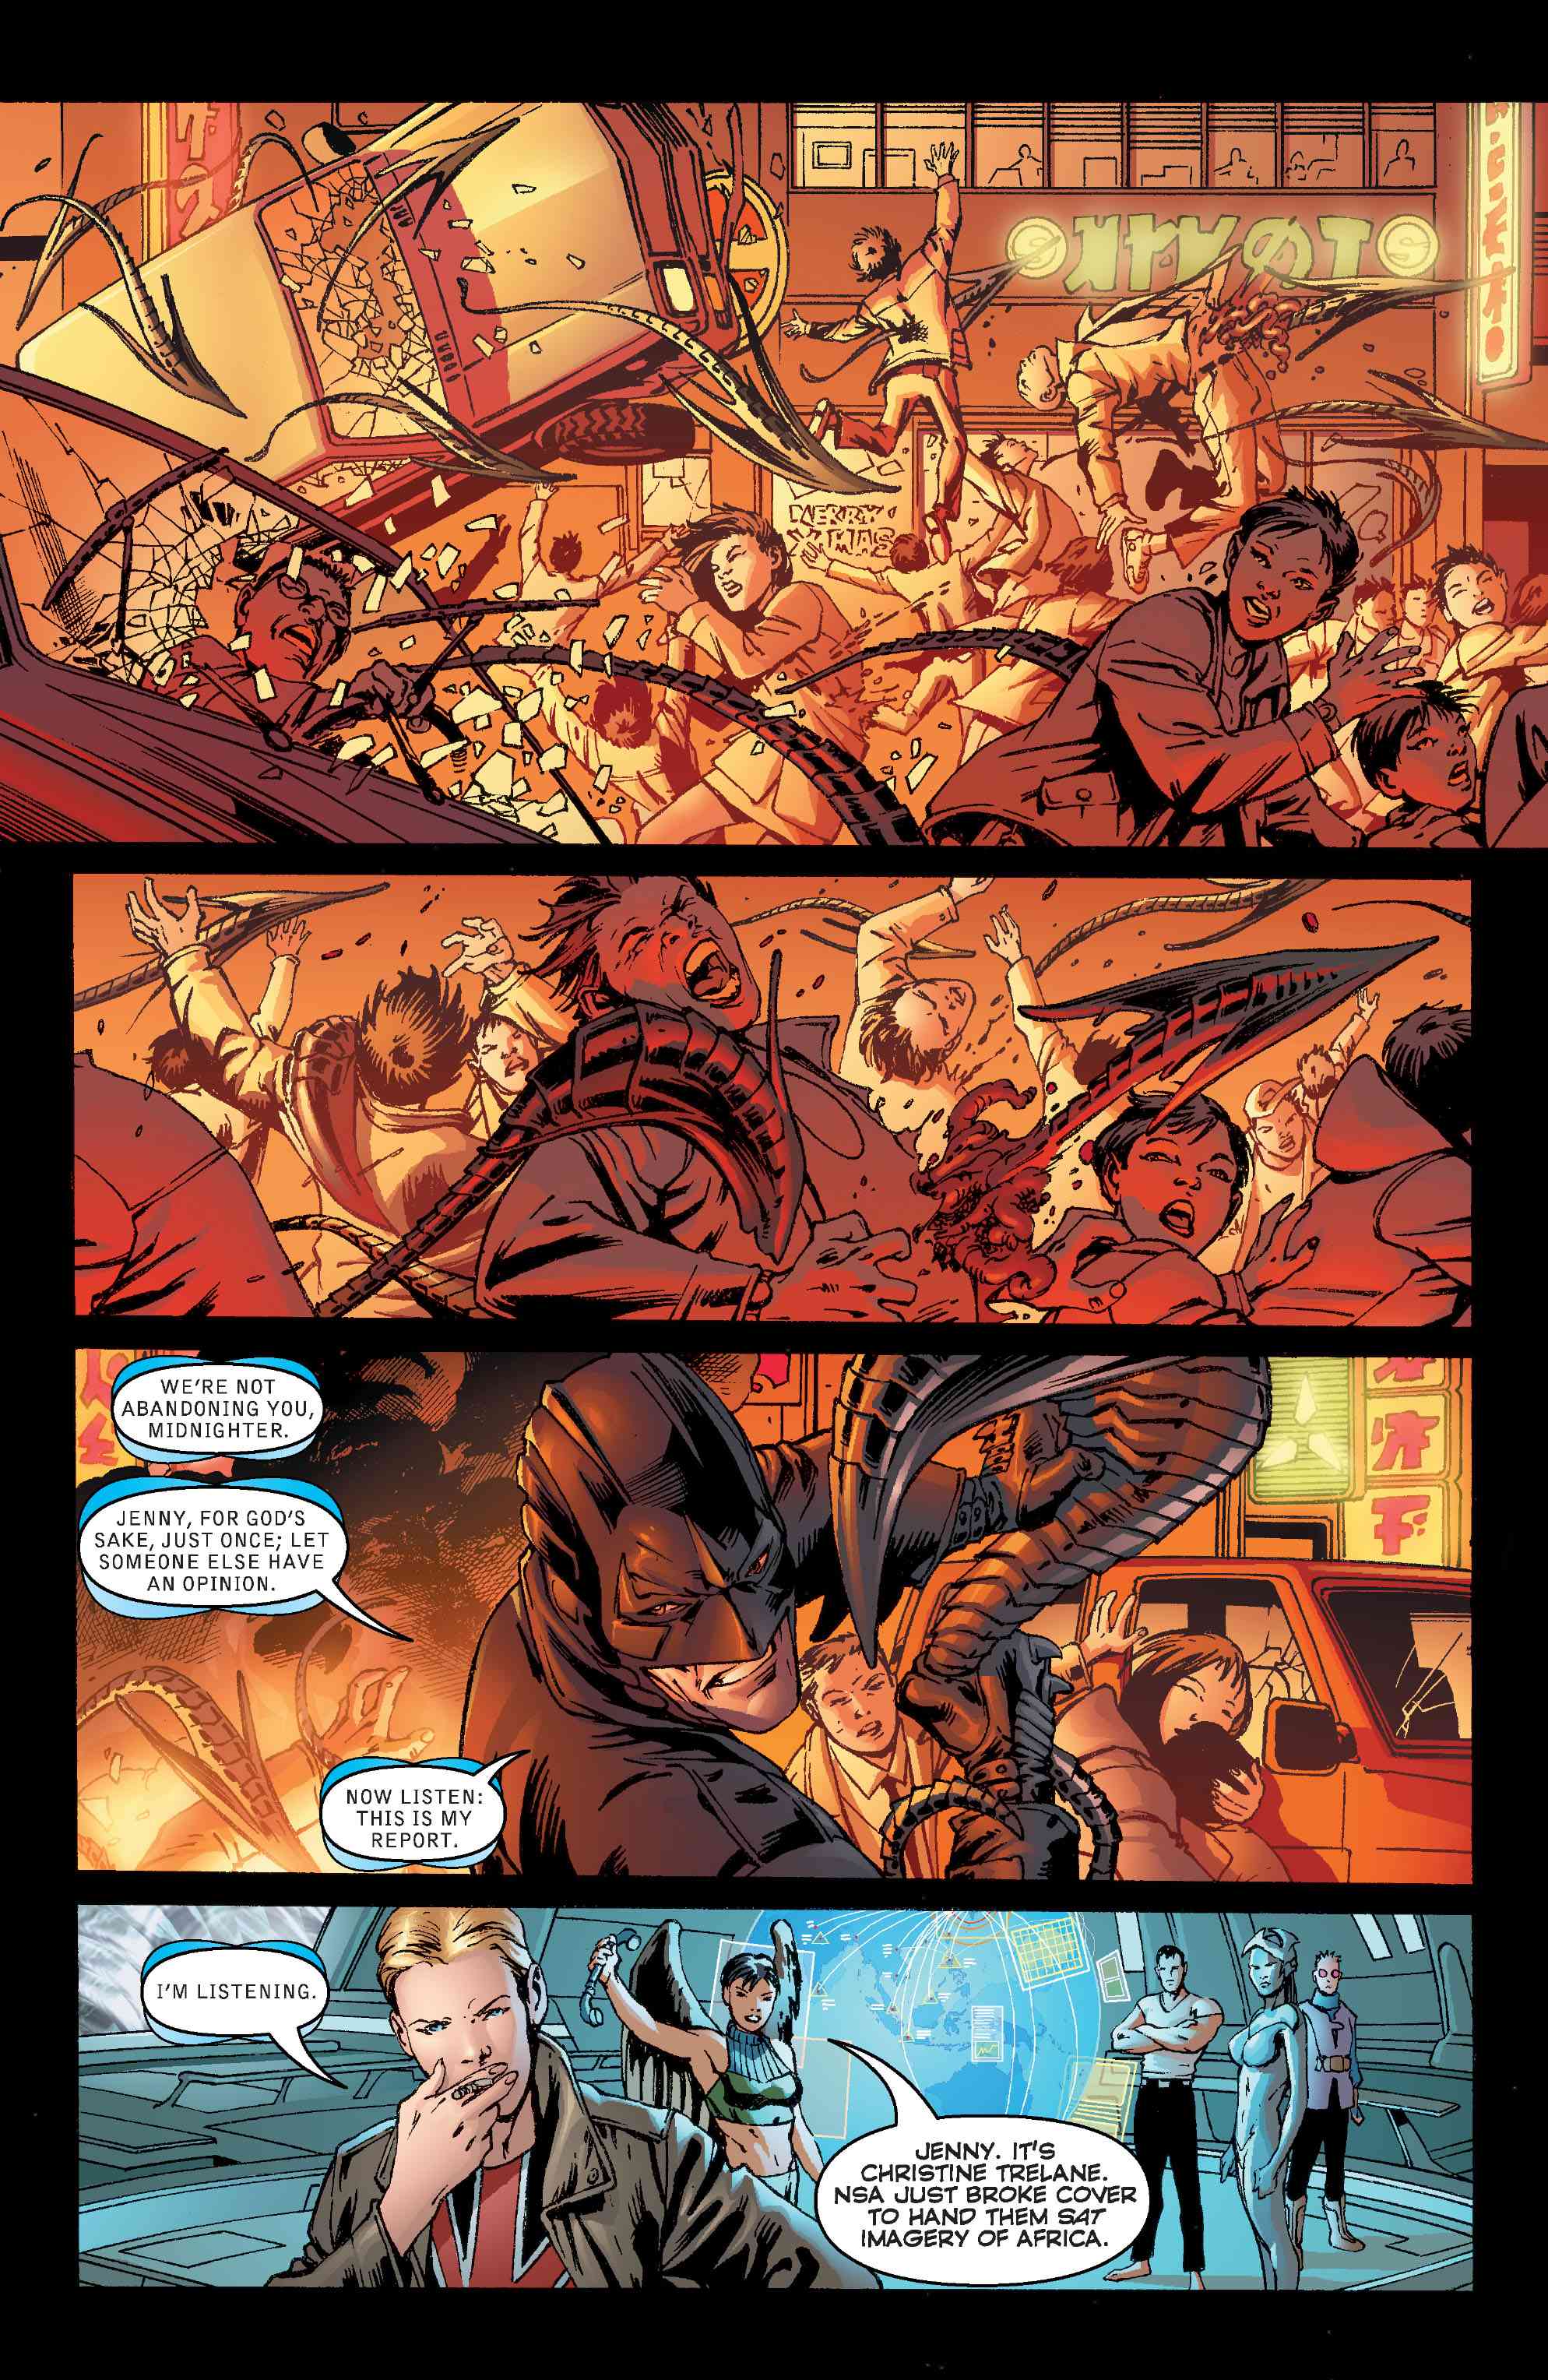 MERRY
XMAS
WE'RE NOT
ABANDONING YOU,
MIDNIGHTER.
JENNY, FOR GOD'S
SAKE, JUST ONCE; LET
SOMEONE ELSE HAVE
AN OPINION.
NOW LISTEN:
THIS IS MY
REPORT.
I'M LISTENING.
JENNY. IT'S
CHRISTINE TRELANE.
NSA JUST BROKE COVER
TO HAND THEM SAT
IMAGERY OF AFRICA.